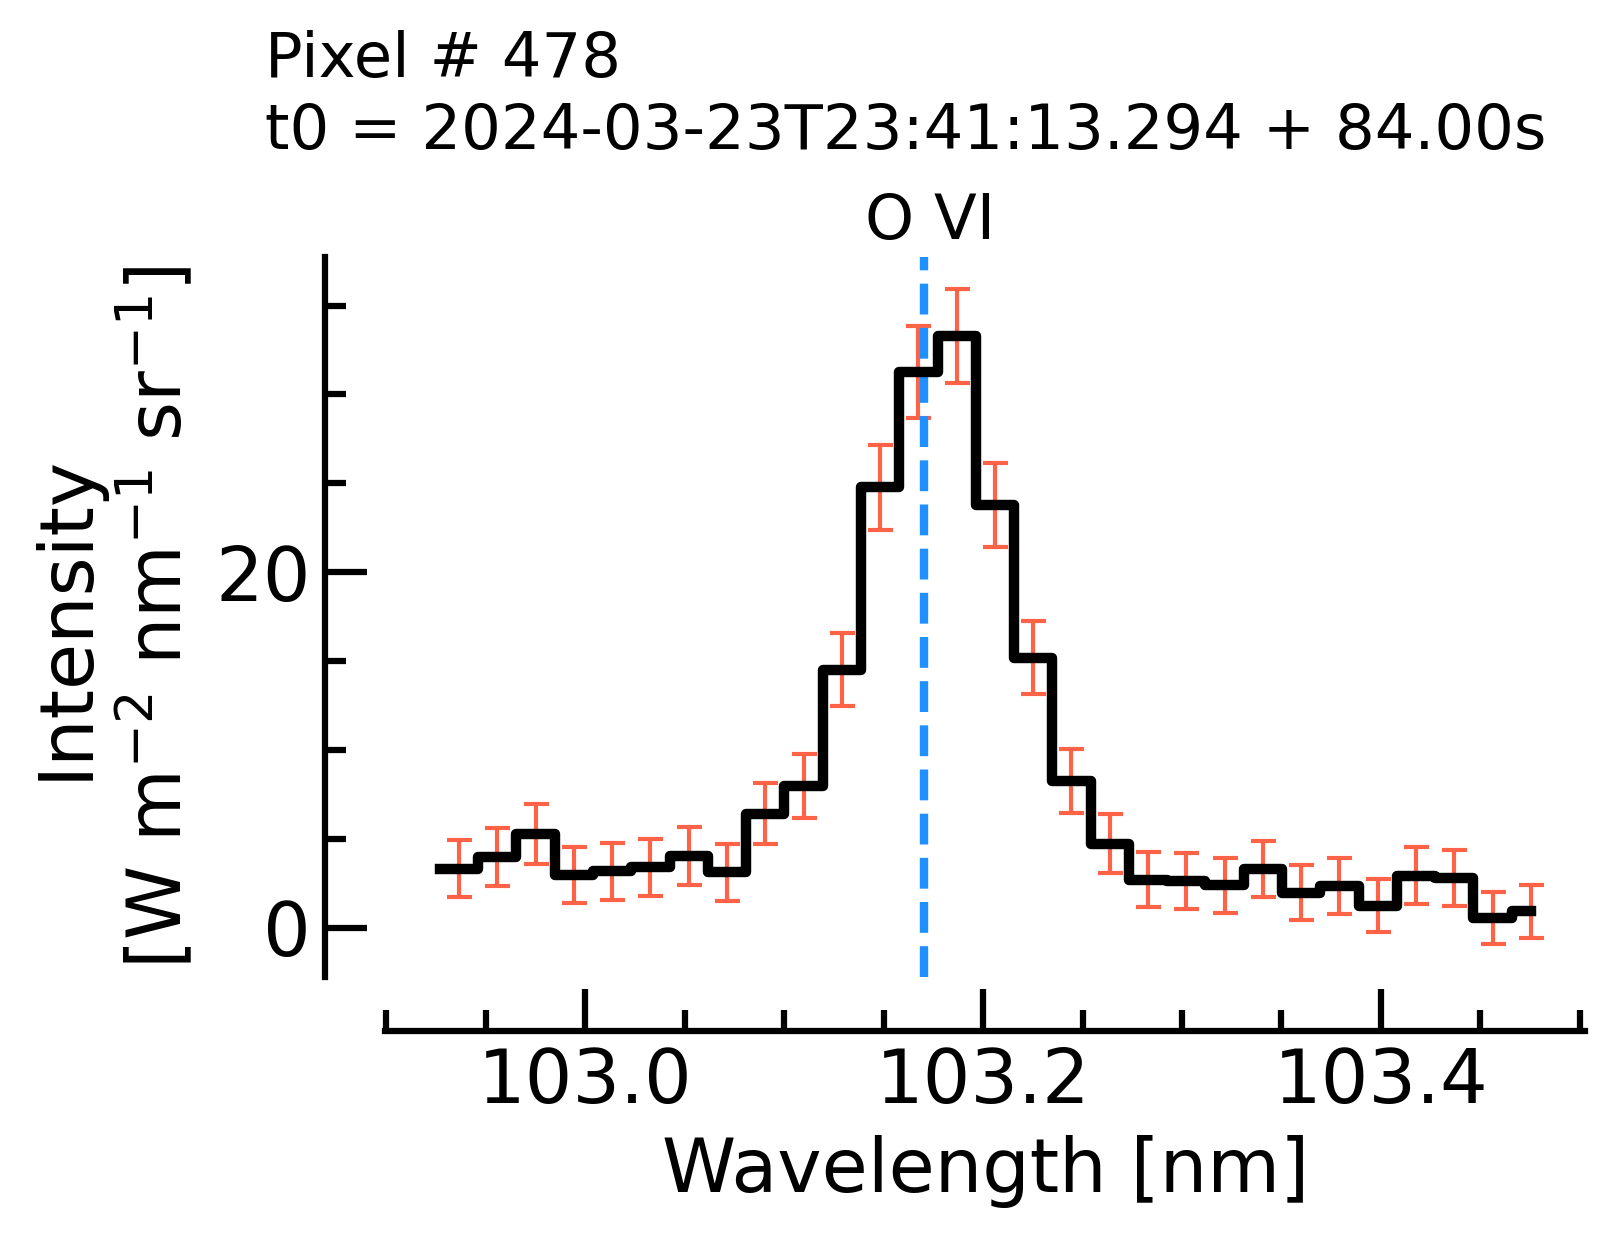 Pixel # 478
t0 = 2024-03-23T23:41:13.294 + 84.00s
O VI
Intensity
[W m⁻² nm⁻¹ sr⁻¹]
20
0
103.0 103.2 103.4
Wavelength [nm]